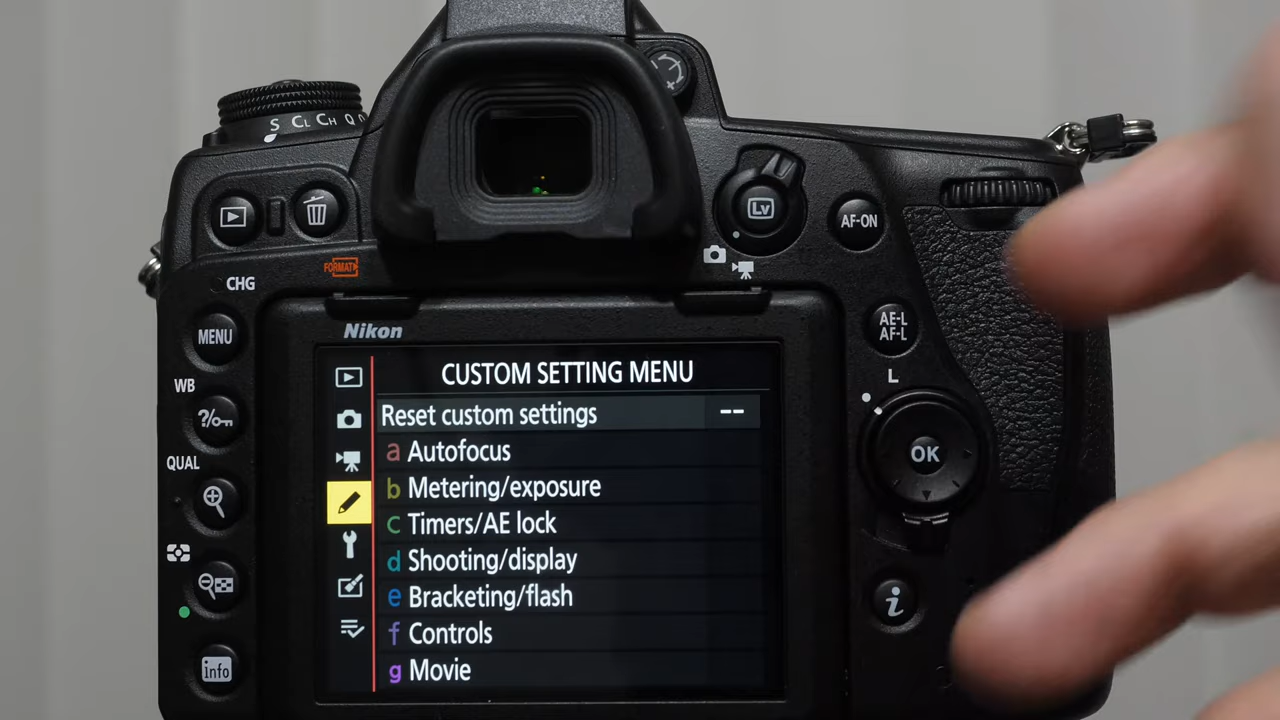 S CL CH Q
Lv
AF-ON
FORMAT
CHG
AE-L
AF-L
MENU
Nikon
L
CUSTOM SETTING MENU
WB
Reset custom settings --
?/
a Autofocus
OK
QUAL
b Metering/exposure
c Timers/AE lock
d Shooting/display
e Bracketing/flash
i
f Controls
info
g Movie